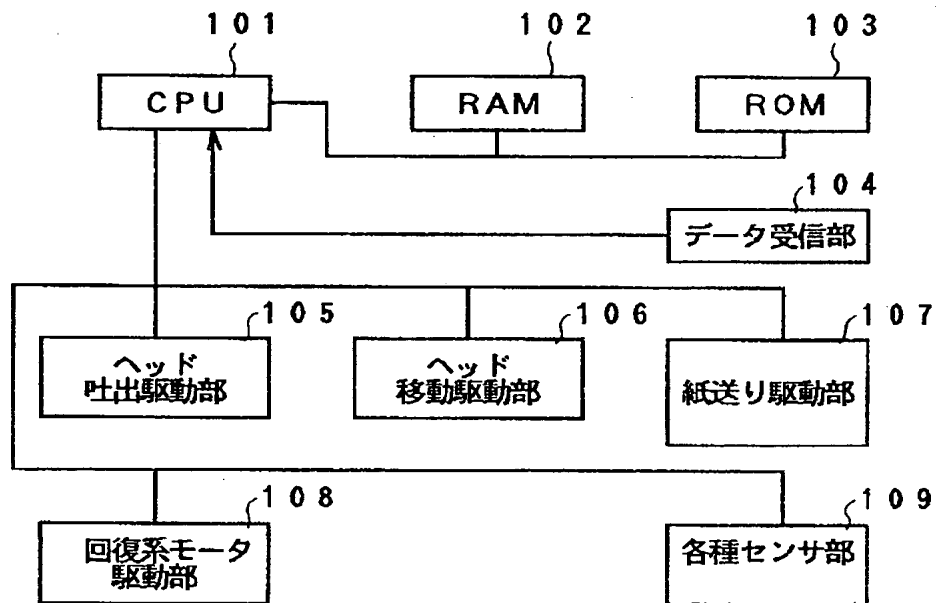 101
102
103
CPU
RAM
ROM
104
データ受信部
105
106
107
ヘッド
吐出駆動部
ヘッド
移動駆動部
紙送り駆動部
108
109
回復系モータ
駆動部
各種センサ部